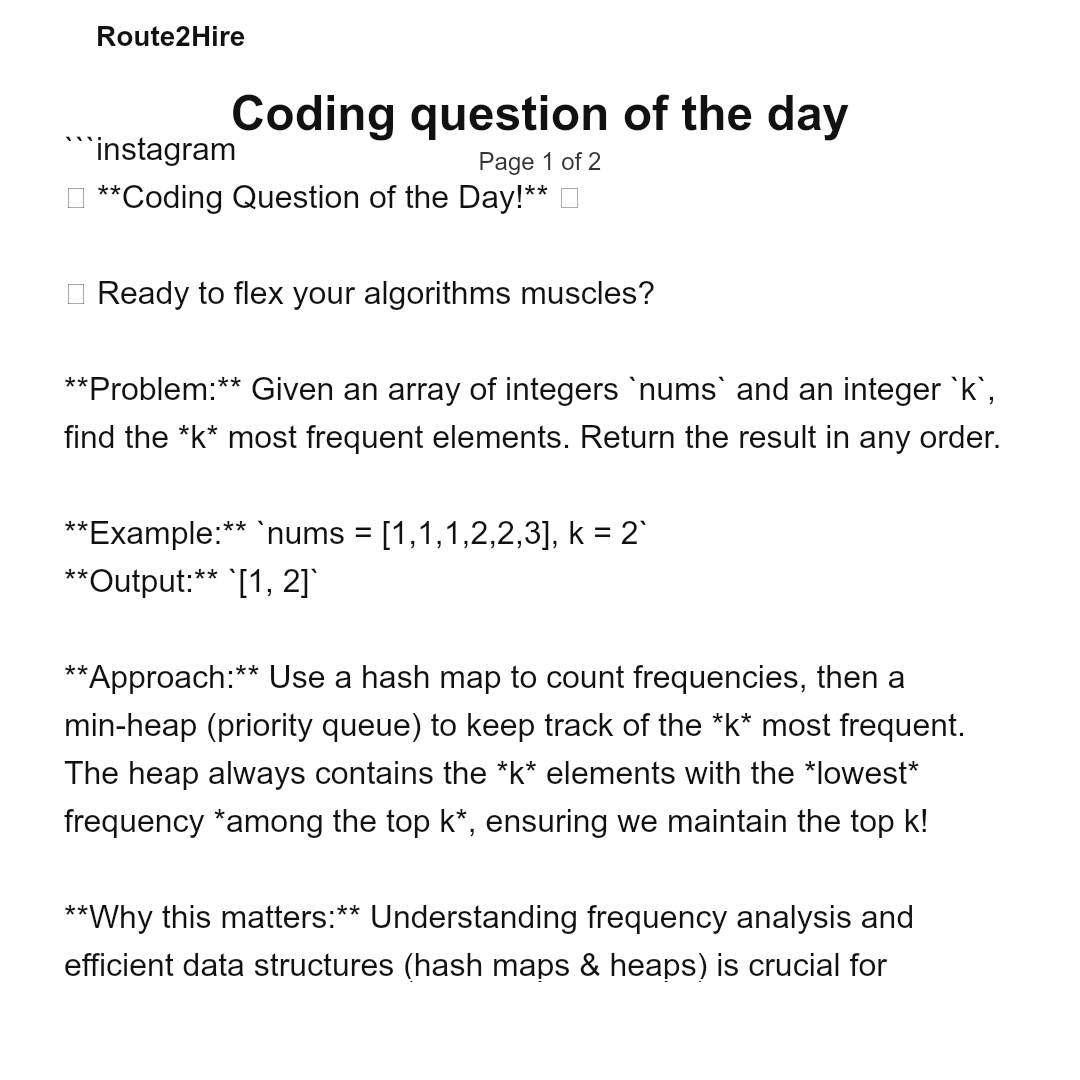 Route2Hire
Coding question of the day
```instagram
Page 1 of 2
**Coding Question of the Day!**
Ready to flex your algorithms muscles?
**Problem:** Given an array of integers `nums` and an integer `k`,
find the *k* most frequent elements. Return the result in any order.
**Example:** `nums = [1,1,1,2,2,3], k = 2`
**Output:** `[1, 2]`
**Approach:** Use a hash map to count frequencies, then a
min-heap (priority queue) to keep track of the *k* most frequent.
The heap always contains the *k* elements with the *lowest*
frequency *among the top k*, ensuring we maintain the top k!
**Why this matters:** Understanding frequency analysis and
efficient data structures (hash maps & heaps) is crucial for